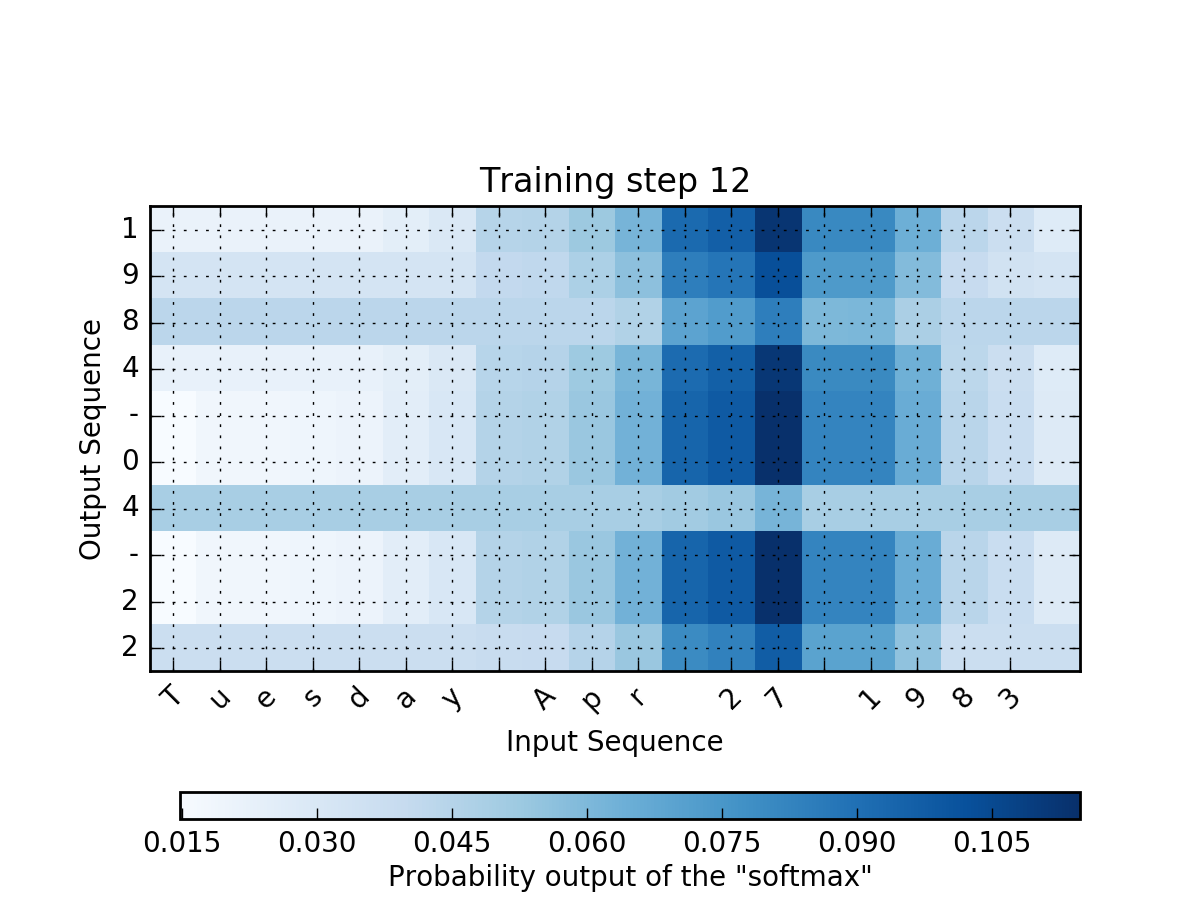 Training step 12
Output Sequence
1
9
8
4
-
0
4
-
2
2
T u e s d a y A p r 2 7 1 9 8 3
Input Sequence
0.015 0.030 0.045 0.060 0.075 0.090 0.105
Probability output of the "softmax"